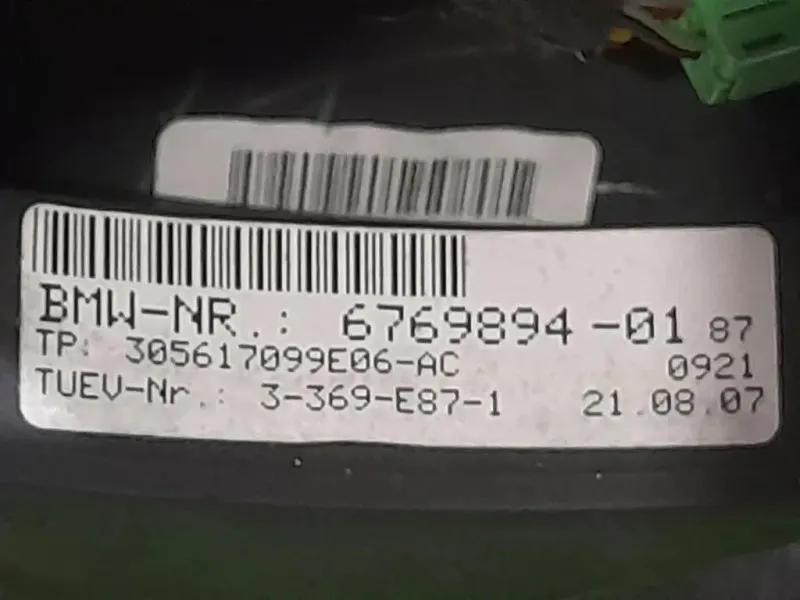 BMW-NR.: 6769894-01 87
TP: 305617099E06-AC 0921
TUEV-Nr.: 3-369-E87-1 21.08.07